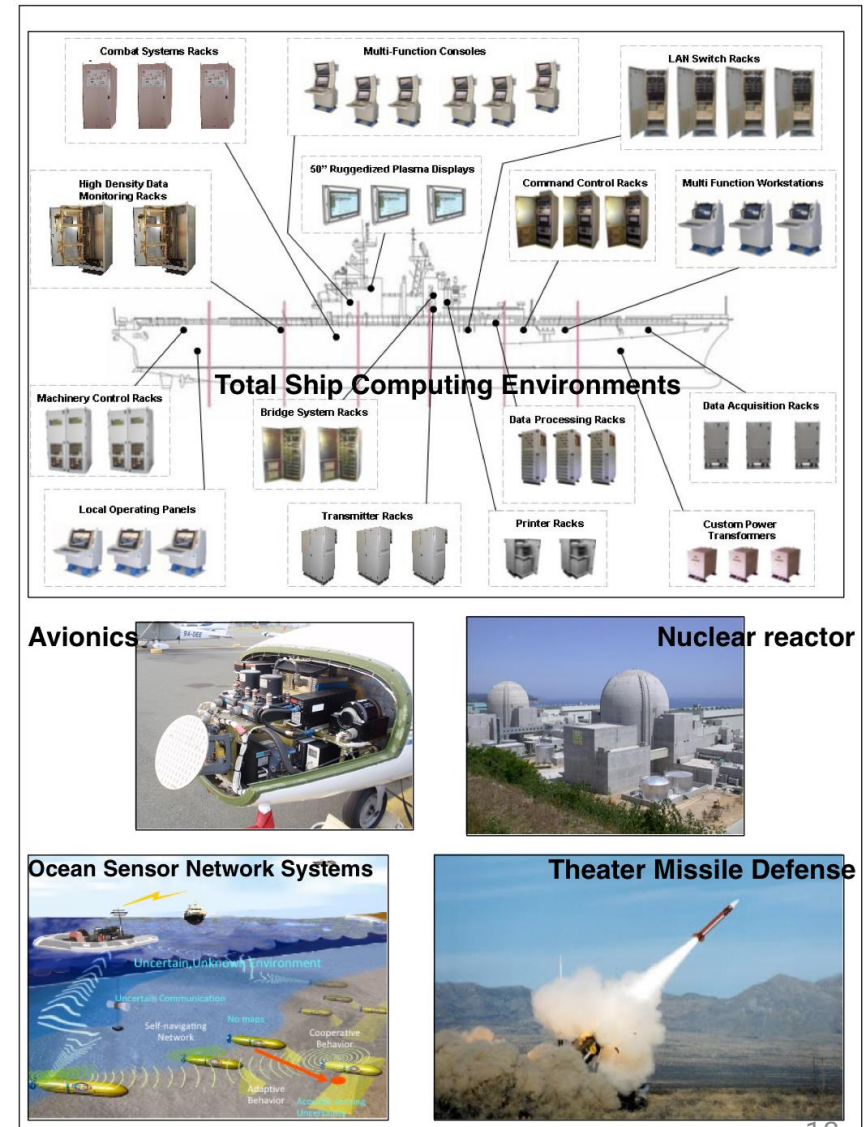 Combat Systems Racks
Multi-Function Consoles
LAN Switch Racks
High Density Data
Monitoring Racks
50” Ruggedized Plasma Displays
Command Control Racks
Multi Function Workstations
Total Ship Computing Environments
Machinery Control Racks
Bridge System Racks
Data Processing Racks
Data Acquisition Racks
Local Operating Panels
Transmitter Racks
Printer Racks
Custom Power
Transformers
Avionics
Nuclear reactor
Ocean Sensor Network Systems
Uncertain,Unknown Environment
Uncertain Communication
No maps
Self-navigating
Network
Cooperative
Behavior
Adaptive
Behavior
Uncertainty
Theater Missile Defense